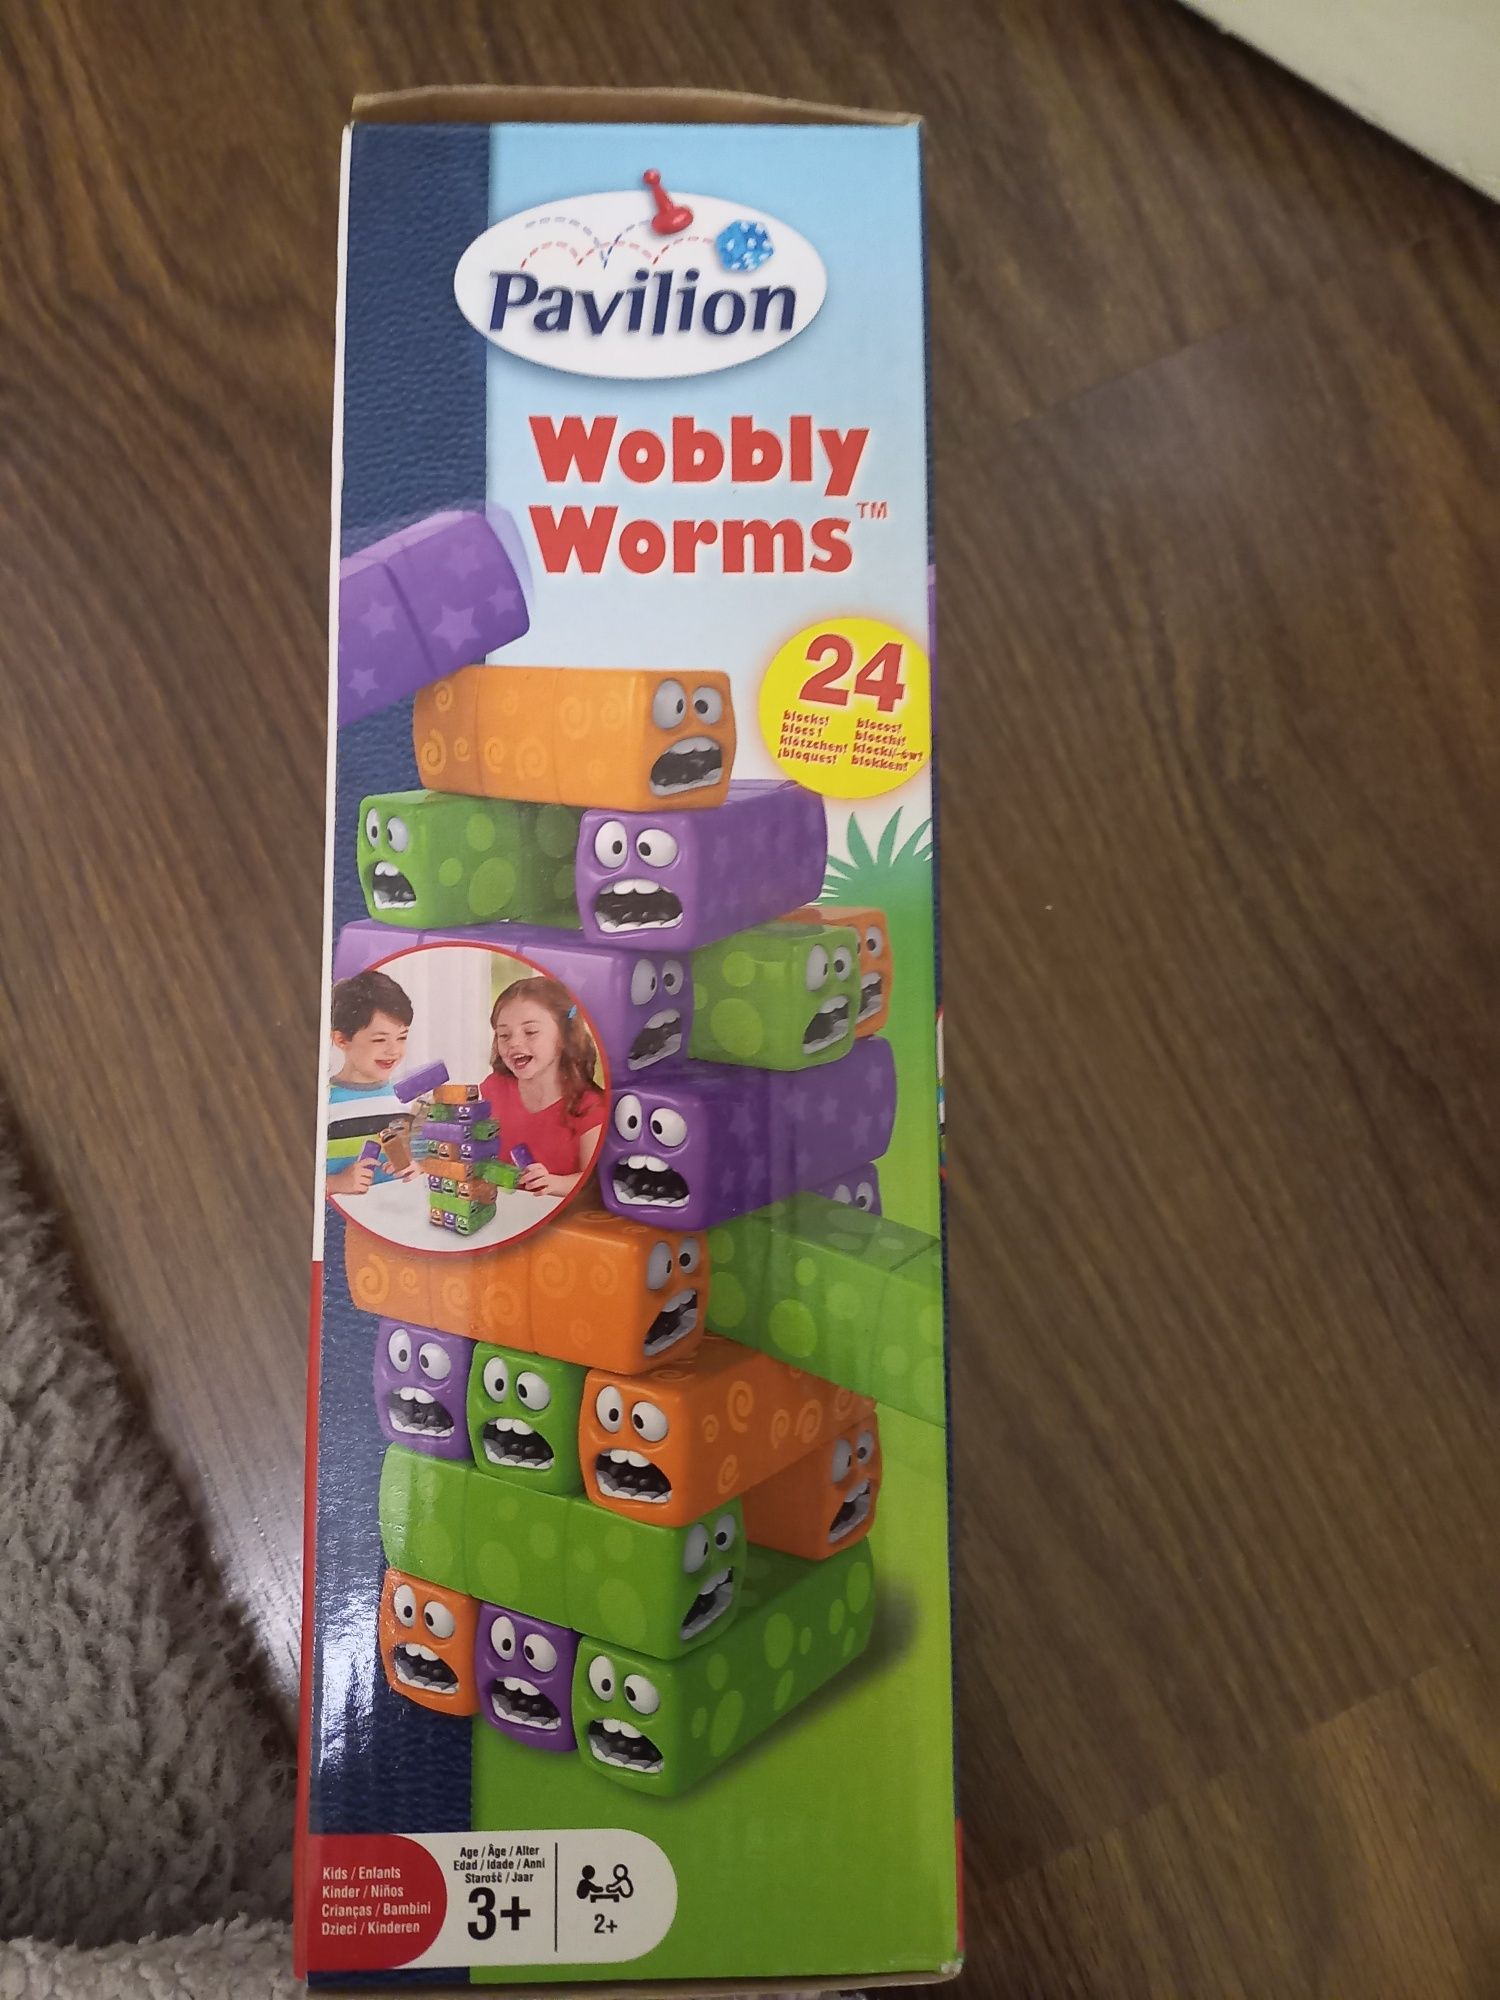 Pavilion
Wobbly
Worms™
24
blocks! blocos!
blocs ! blocchi!
klötzchen! klocki/-ów!
¡bloques! blokken!
Kids / Enfants
Kinder / Niños
Crianças / Bambini
Dzieci / Kinderen
Age / Âge / Alter
Edad / Idade / Anni
Starość / Jaar
3+
2+